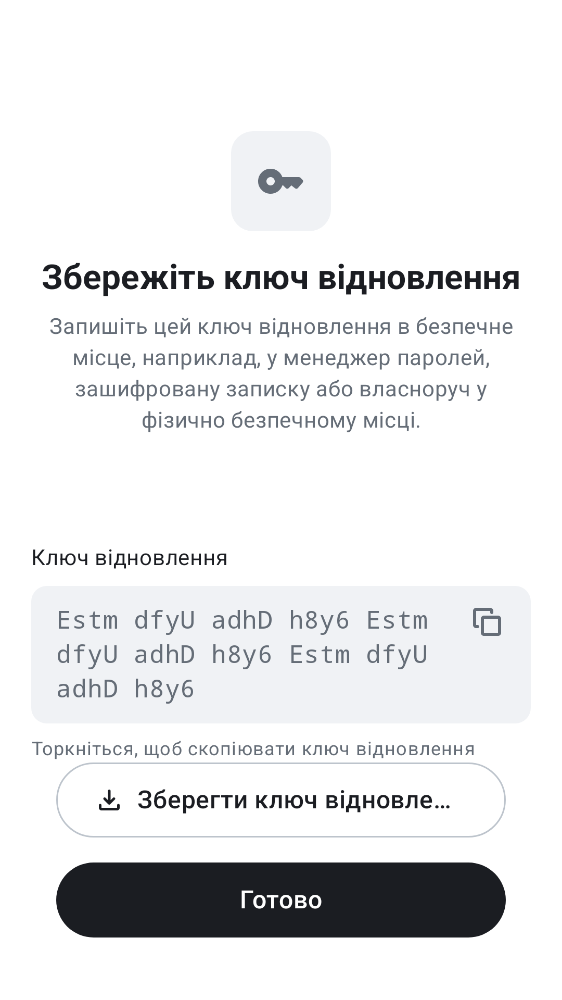 Збережіть ключ відновлення
Запишіть цей ключ відновлення в безпечне
місце, наприклад, у менеджер паролей,
зашифровану записку або власноруч у
фізично безпечному місці.
Ключ відновлення
Estm dfyU adhD h8y6 Estm
dfyU adhD h8y6 Estm dfyU
adhD h8y6
Торкніться, щоб скопіювати ключ відновлення
Зберегти ключ відновле…
Готово